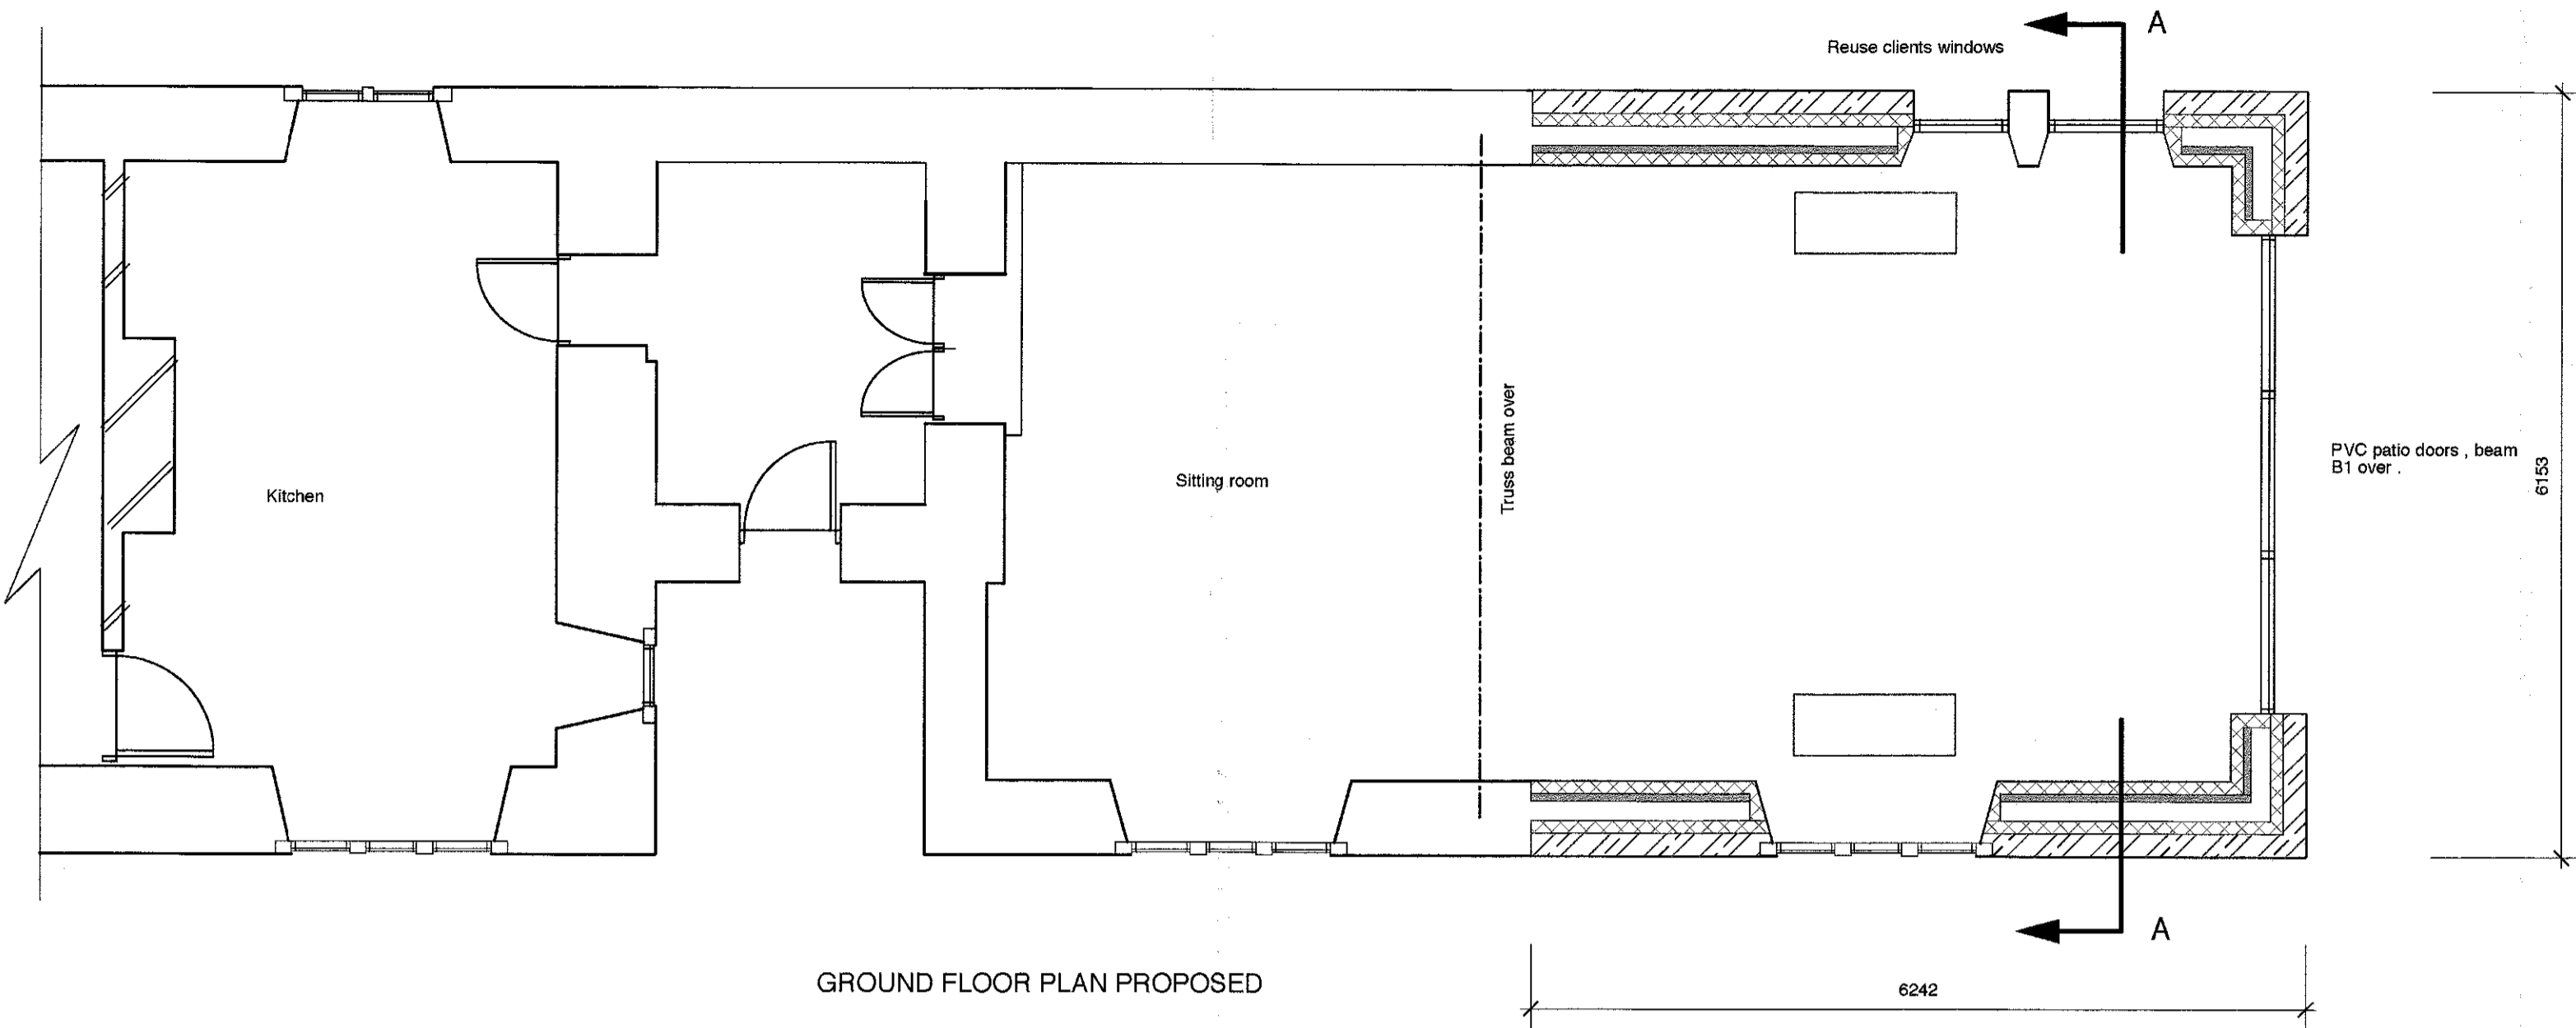 A
Reuse clients windows
Kitchen
Sitting room
Truss beam over
PVC patio doors , beam
B1 over .
6153
A
GROUND FLOOR PLAN PROPOSED
6242